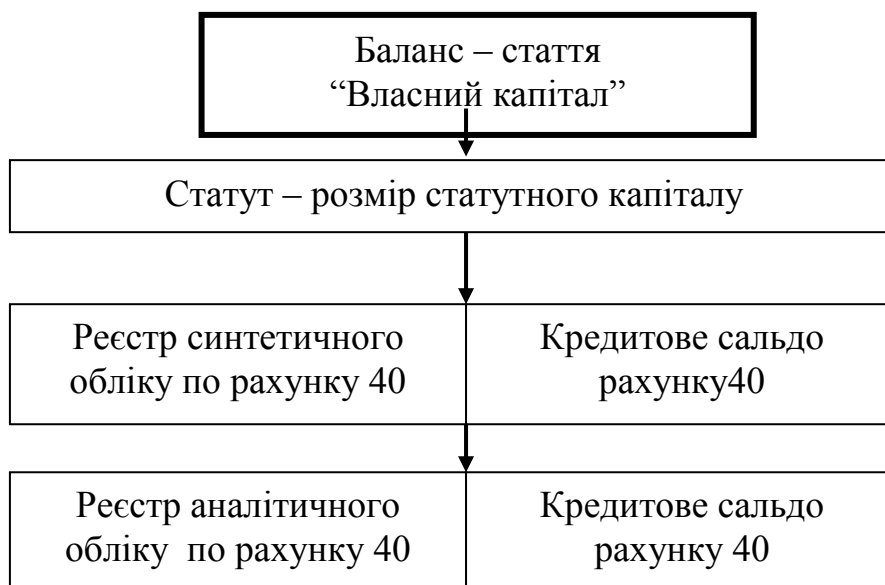 Баланс – стаття
“Власний капітал”
Статут – розмір статутного капіталу
Реєстр синтетичного
обліку по рахунку 40
Кредитове сальдо
рахунку40
Реєстр аналітичного
обліку по рахунку 40
Кредитове сальдо
рахунку 40